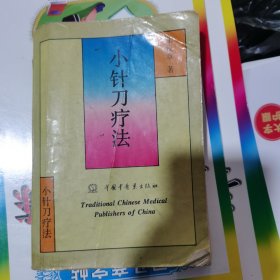 小针刀疗法
著
中国中医药出版社
Traditional Chinese Medical
Publishers of China
小针刀疗法